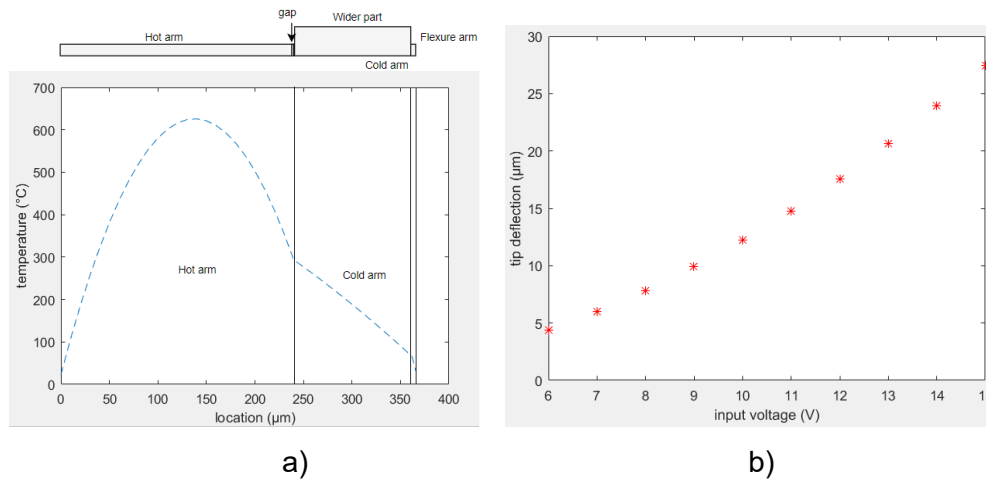 gap
Wider part
Hot arm
Flexure arm
Cold arm
700
600
500
400
300
200
100
0
temperature (°C)
Hot arm
Cold arm
0 50 100 150 200 250 300 350 400
location (μm)
a)
30
25
20
15
10
5
0
tip deflection (μm)
6 7 8 9 10 11 12 13 14 1
input voltage (V)
b)